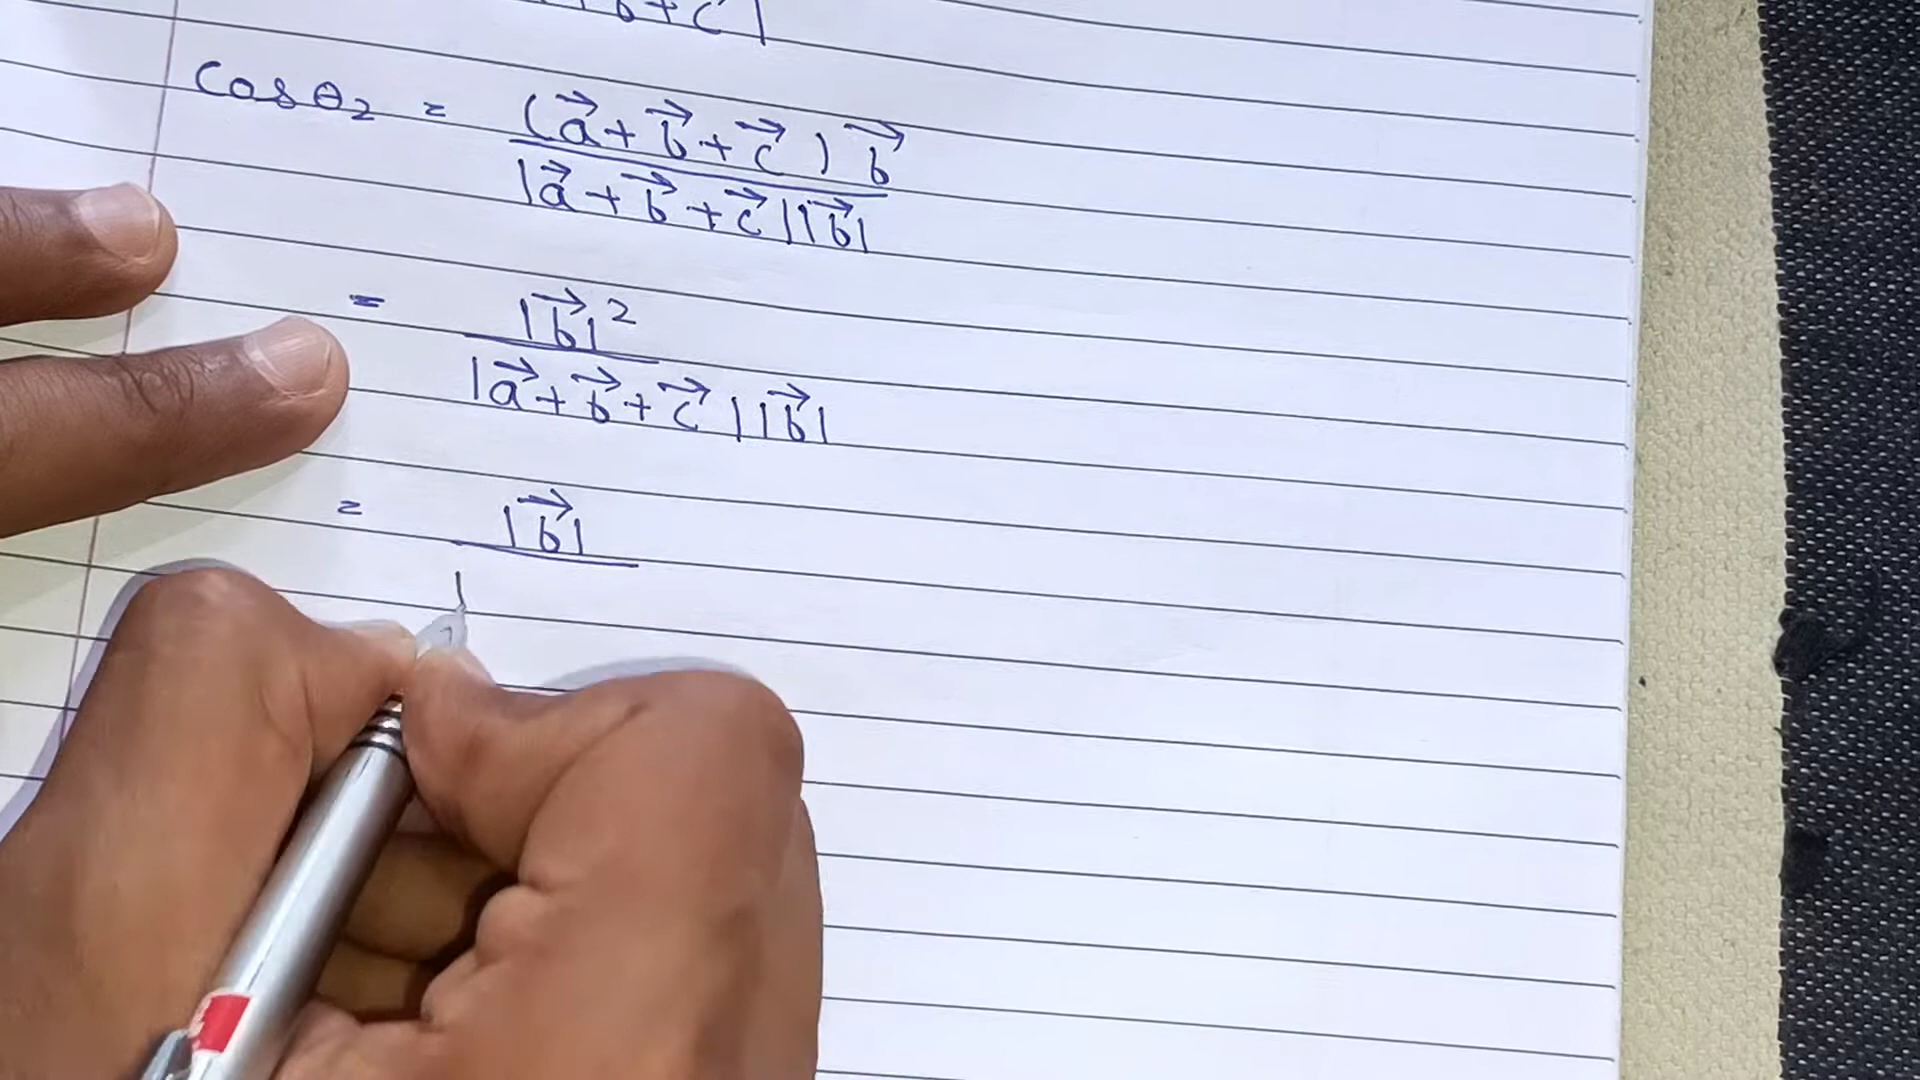 b+c|
Cosθ₂ = (a⃗+b⃗+c⃗) b⃗
|a⃗+b⃗+c⃗||b⃗|
= |b⃗|²
|a⃗+b⃗+c⃗||b⃗|
= |b⃗|
|